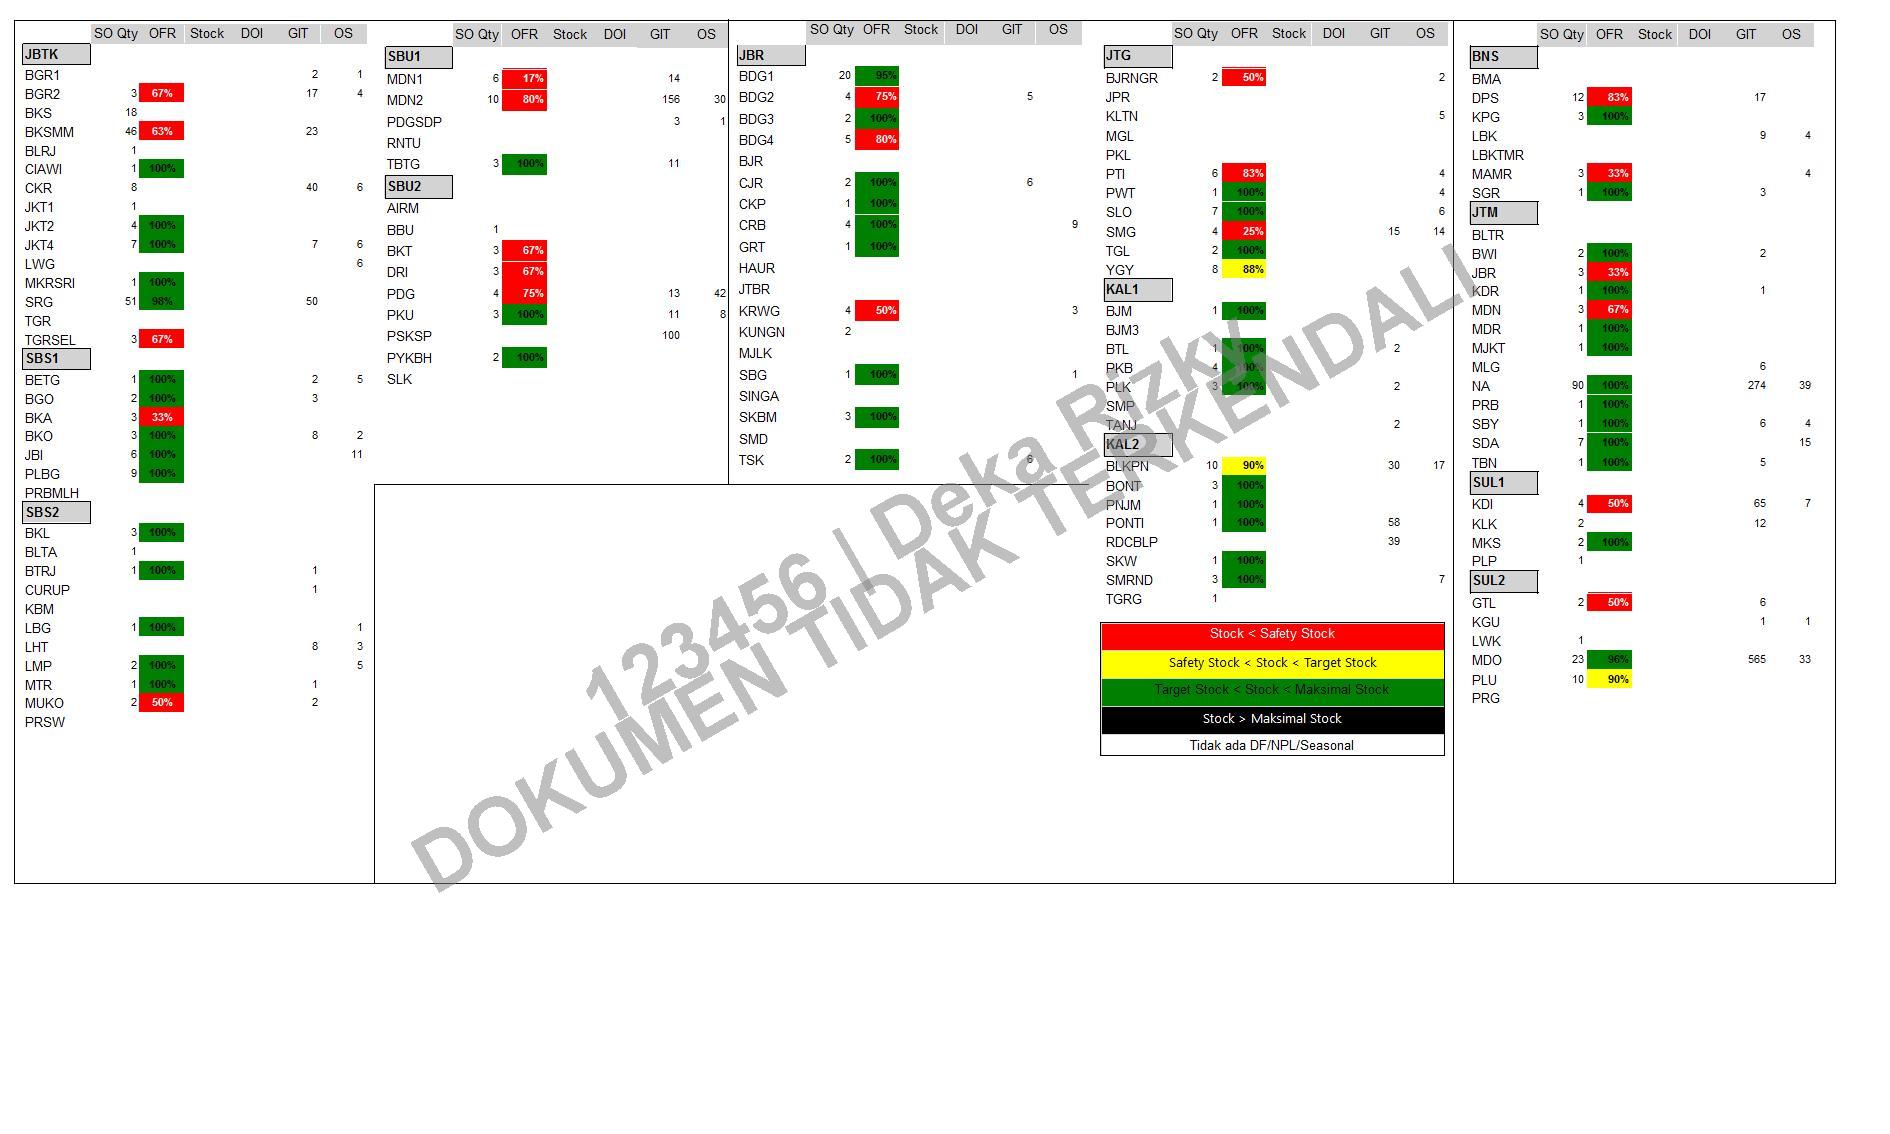 SO Qty OFR Stock DOI GIT OS
JBTK
BGR1 2 1
BGR2 3 67% 17 4
BKS 18
BKSMM 46 63% 23
BLRJ 1
CIAWI 1 100%
CKR 8 40 6
JKT1 1
JKT2 4 100%
JKT4 7 100% 7 6
LWG 6
MKRSRI 1 100%
SRG 51 98% 50
TGR
TGRSEL 3 67%
SBS1
BETG 1 100% 2 5
BGO 2 100% 3
BKA 3 33%
BKO 3 100% 8 2
JBI 6 100% 11
PLBG 9 100%
PRBMLH
SBS2
BKL 3 100%
BLTA 1
BTRJ 1 100% 1
CURUP 1
KBM
LBG 1 100% 1
LHT 8 3
LMP 2 100% 5
MTR 1 100% 1
MUKO 2 50% 2
PRSW
SO Qty OFR Stock DOI GIT OS
SBU1
MDN1 6 17% 14
MDN2 10 80% 156 30
PDGSDP 3 1
RNTU
TBTG 3 100% 11
SBU2
AIRM
BBU 1
BKT 3 67%
DRI 3 67%
PDG 4 75% 13 42
PKU 3 100% 11 8
PSKSP 100
PYKBH 2 100%
SLK
SO Qty OFR Stock DOI GIT OS
JBR
BDG1 20 95%
BDG2 4 75% 5
BDG3 2 100%
BDG4 5 80%
BJR
CJR 2 100% 6
CKP 1 100%
CRB 4 100% 9
GRT 1 100%
HAUR
JTBR
KRWG 4 50% 3
KUNGN 2
MJLK
SBG 1 100% 1
SINGA
SKBM 3 100%
SMD
TSK 2 100% 6
SO Qty OFR Stock DOI GIT OS
JTG
BJRNGR 2 50% 2
JPR
KLTN 5
MGL
PKL
PTI 6 83% 4
PWT 1 100% 4
SLO 7 100% 6
SMG 4 25% 15 14
TGL 2 100%
YGY 8 88%
KAL1
BJM 1 100%
BJM3
BTL 1 100% 2
PKB 4 100%
PLK 3 100% 2
SMP
TANJ 2
KAL2
BLKPN 10 90% 30 17
BONT 3 100%
PNJM 1 100%
PONTI 1 100% 58
RDCBLP 39
SKW 1 100%
SMRND 3 100% 7
TGRG 1
Stock < Safety Stock
Safety Stock < Stock < Target Stock
Target Stock < Stock < Maksimal Stock
Stock > Maksimal Stock
Tidak ada DF/NPL/Seasonal
SO Qty OFR Stock DOI GIT OS
BNS
BMA
DPS 12 83% 17
KPG 3 100%
LBK 9 4
LBKTMR
MAMR 3 33% 4
SGR 1 100% 3
JTM
BLTR
BWI 2 100% 2
JBR 3 33%
KDR 1 100% 1
MDN 3 67%
MDR 1 100%
MJKT 1 100%
MLG 6
NA 90 100% 274 39
PRB 1 100%
SBY 1 100% 6 4
SDA 7 100% 15
TBN 1 100% 5
SUL1
KDI 4 50% 65 7
KLK 2 12
MKS 2 100%
PLP 1
SUL2
GTL 2 50% 6
KGU 1 1
LWK 1
MDO 23 96% 565 33
PLU 10 90%
PRG
123456 | Deka Rizky
DOKUMEN TIDAK TERKENDALI